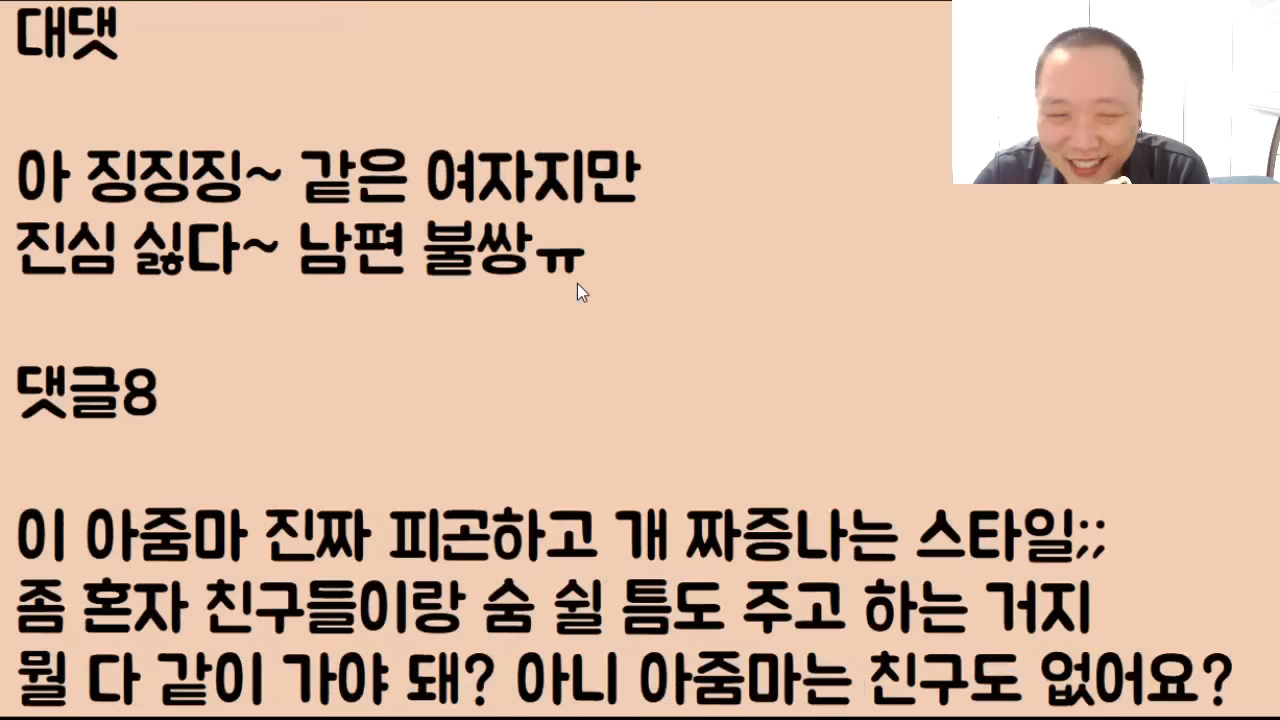 대댓
아 징징징~ 같은 여자지만
진심 싫다~ 남편 불쌍ㅠ
댓글8
이 아줌마 진짜 피곤하고 개 짜증나는 스타일;;
좀 혼자 친구들이랑 숨 쉴 틈도 주고 하는 거지
뭘 다 같이 가야 돼? 아니 아줌마는 친구도 없어요?